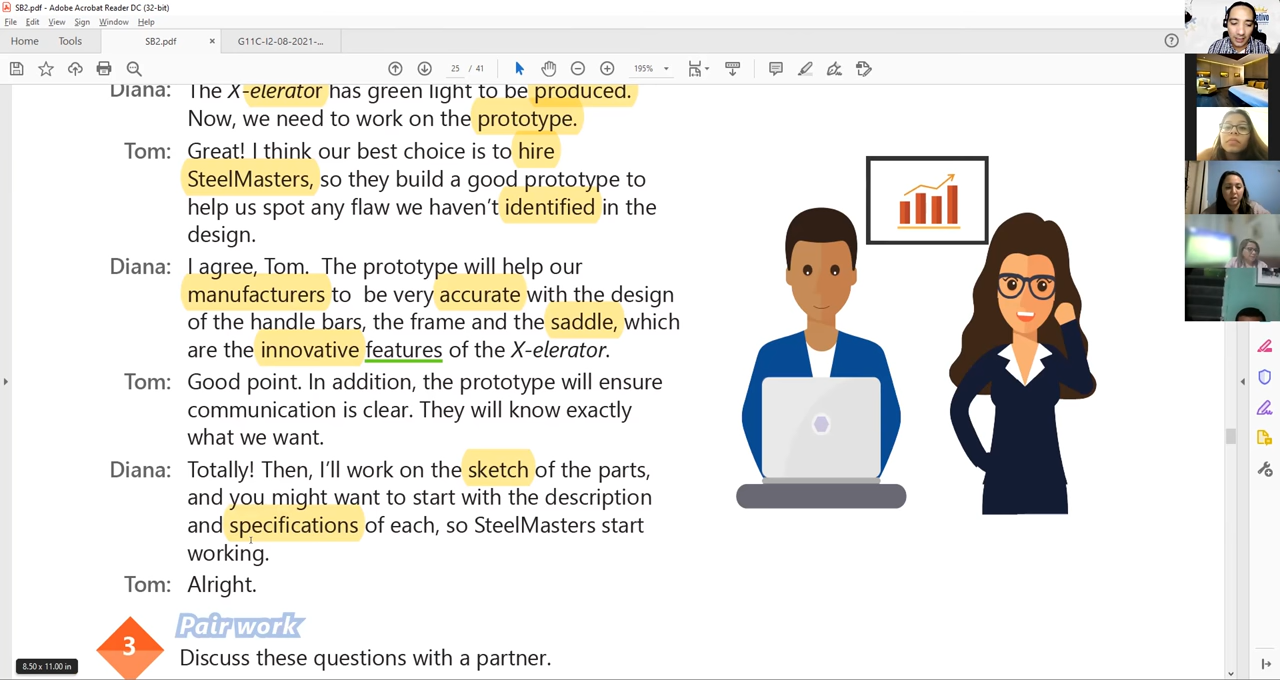 SB2.pdf - Adobe Acrobat Reader DC (32-bit)
File Edit View Sign Window Help
Home Tools SB2.pdf × G11C-I2-08-2021-...
25 / 41 195%
Diana: The X-elerator has green light to be produced.
Now, we need to work on the prototype.
Tom: Great! I think our best choice is to hire
SteelMasters, so they build a good prototype to
help us spot any flaw we haven't identified in the
design.
Diana: I agree, Tom. The prototype will help our
manufacturers to be very accurate with the design
of the handle bars, the frame and the saddle, which
are the innovative features of the X-elerator.
Tom: Good point. In addition, the prototype will ensure
communication is clear. They will know exactly
what we want.
Diana: Totally! Then, I'll work on the sketch of the parts,
and you might want to start with the description
and specifications of each, so SteelMasters start
working.
Tom: Alright.
Pair work
3
Discuss these questions with a partner.
8.50 x 11.00 in